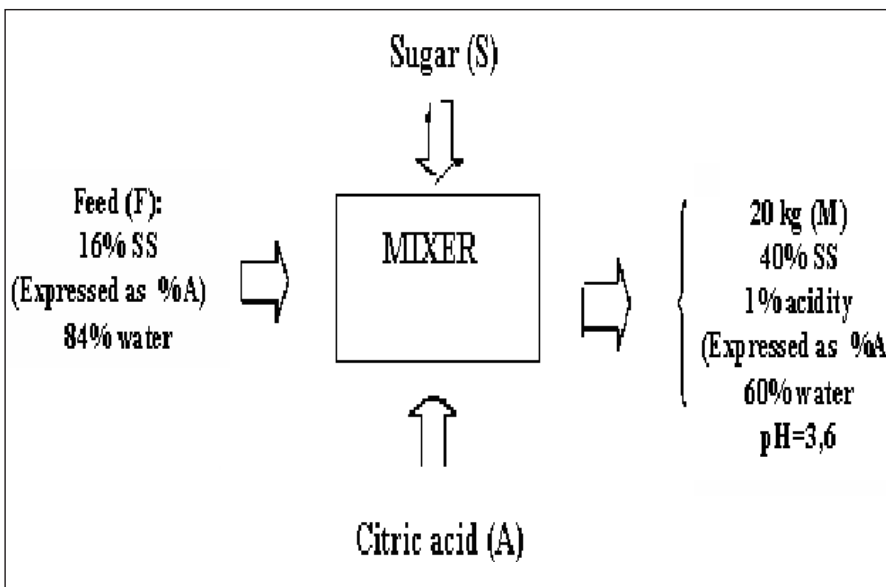 Sugar (S)
Feed (F):
16% SS
(Expressed as %A)
84% water
MIXER
20 kg (M)
40% SS
1% acidity
(Expressed as %A
60% water
pH=3,6
Citric acid (A)